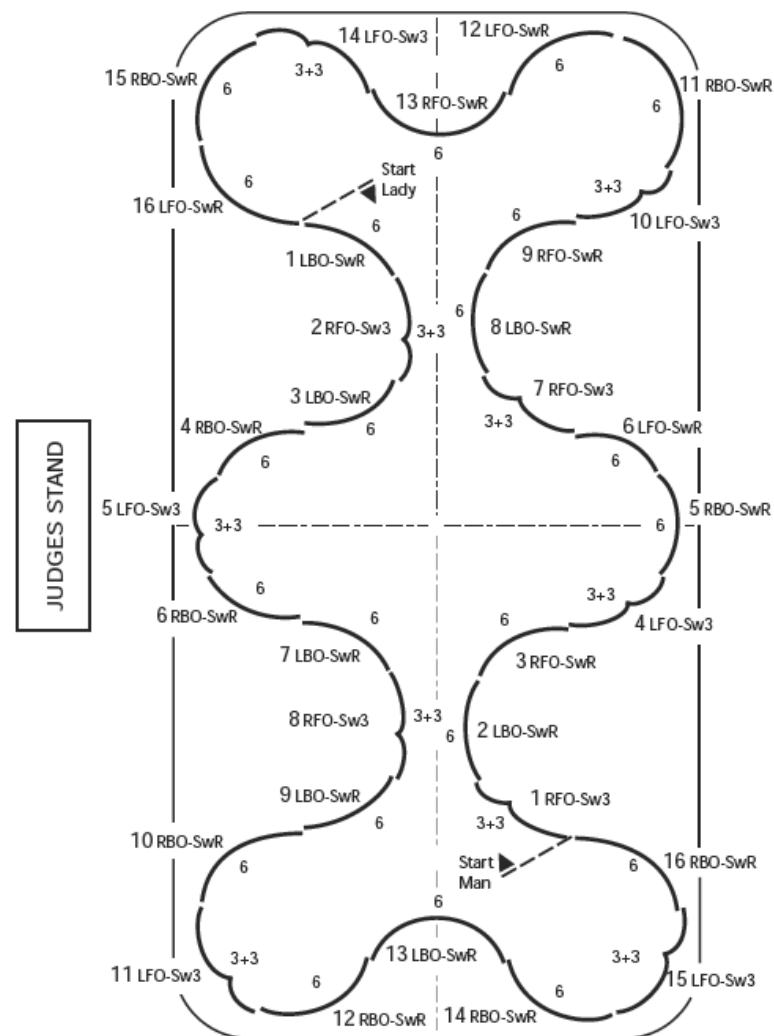 14 LFO-Sw3
12 LFO-SwR
15 RBO-SwR
6
3+3
6
11 RBO-SwR
13 RFO-SwR
6
6
Start
Lady
6
3+3
16 LFO-SwR
6
6
10 LFO-Sw3
1 LBO-SwR
9 RFO-SwR
2 RFO-Sw3
3+3
6
8 LBO-SwR
3 LBO-SwR
7 RFO-Sw3
4 RBO-SwR
6
3+3
6 LFO-SwR
6
6
5 LFO-Sw3
3+3
6
5 RBO-SwR
JUDGES STAND
6
6
6
3+3
6 RBO-SwR
4 LFO-Sw3
7 LBO-SwR
3 RFO-SwR
8 RFO-Sw3
3+3
6
2 LBO-SwR
9 LBO-SwR
1 RFO-Sw3
6
3+3
10 RBO-SwR
6
Start
Man
6
16 RBO-SwR
6
3+3
13 LBO-SwR
3+3
11 LFO-Sw3
6
6
15 LFO-Sw3
12 RBO-SwR
14 RBO-SwR